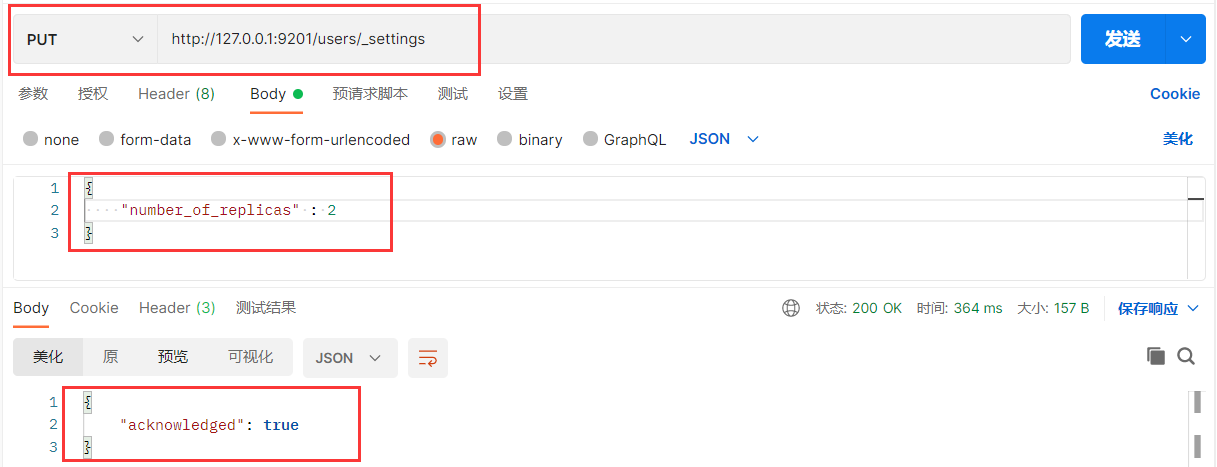 PUT http://127.0.0.1:9201/users/_settings 发送
参数 授权 Header (8) Body 预请求脚本 测试 设置 Cookie
none form-data x-www-form-urlencoded raw binary GraphQL JSON 美化
1 {
2 "number_of_replicas" : 2
3 }
Body Cookie Header (3) 测试结果 状态: 200 OK 时间: 364 ms 大小: 157 B 保存响应
美化 原 预览 可视化 JSON
1 {
2 "acknowledged": true
3 }